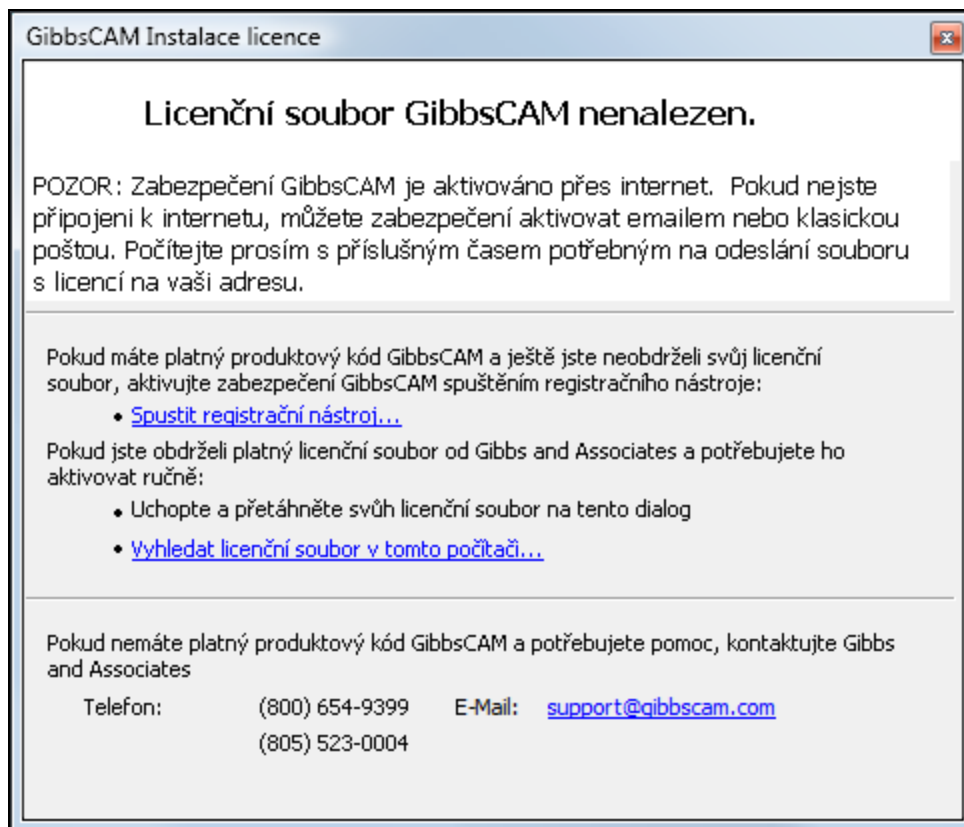 GibbsCAM Instalace licence
Licenční soubor GibbsCAM nenalezen.
POZOR: Zabezpečení GibbsCAM je aktivováno přes internet. Pokud nejste
připojeni k internetu, můžete zabezpečení aktivovat emailem nebo klasickou
poštou. Počítejte prosím s příslušným časem potřebným na odeslání souboru
s licencí na vaši adresu.
Pokud máte platný produktový kód GibbsCAM a ještě jste neobdrželi svůj licenční
soubor, aktivujte zabezpečení GibbsCAM spuštěním registračního nástroje:
• Spustit registrační nástroj...
Pokud jste obdrželi platný licenční soubor od Gibbs and Associates a potřebujete ho
aktivovat ručně:
• Uchopte a přetáhněte svůh licenční soubor na tento dialog
• Vyhledat licenční soubor v tomto počítači...
Pokud nemáte platný produktový kód GibbsCAM a potřebujete pomoc, kontaktujte Gibbs
and Associates
Telefon: (800) 654-9399 E-Mail: support@gibbscam.com
(805) 523-0004